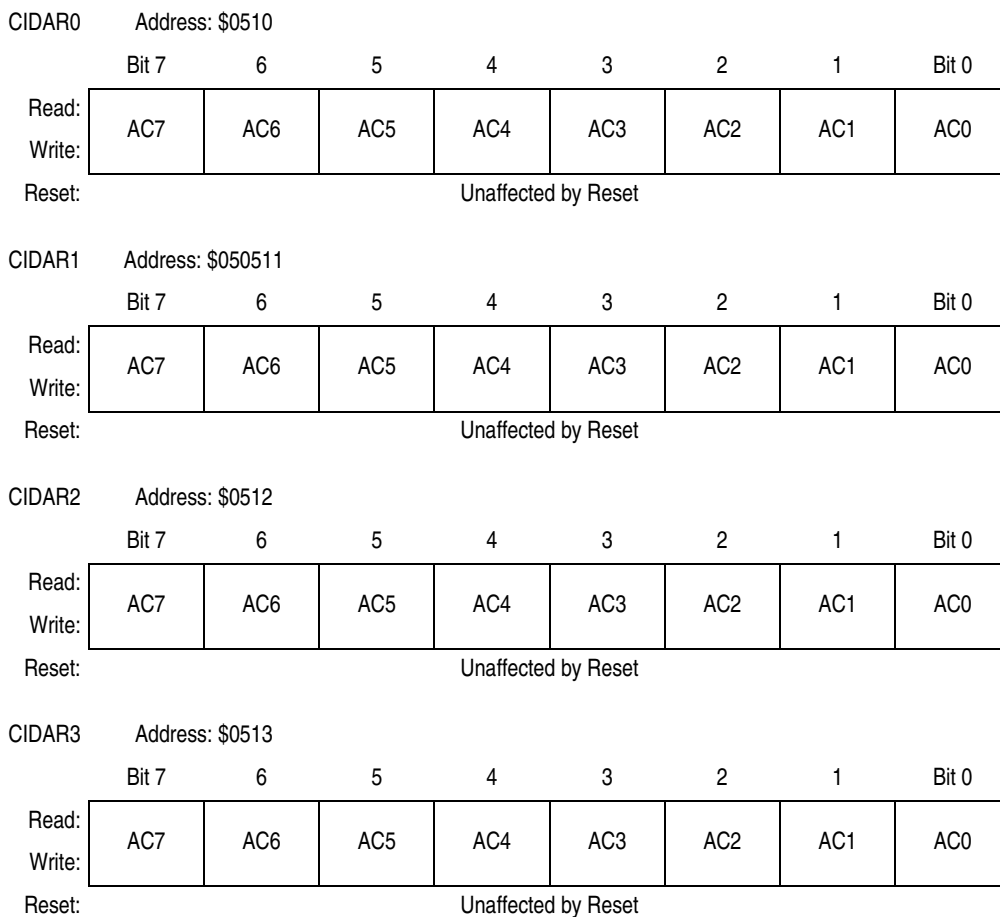 CIDAR0 Address: $0510
Bit 7 6 5 4 3 2 1 Bit 0
Read:
AC7 AC6 AC5 AC4 AC3 AC2 AC1 AC0
Write:
Reset: Unaffected by Reset
CIDAR1 Address: $050511
Bit 7 6 5 4 3 2 1 Bit 0
Read:
AC7 AC6 AC5 AC4 AC3 AC2 AC1 AC0
Write:
Reset: Unaffected by Reset
CIDAR2 Address: $0512
Bit 7 6 5 4 3 2 1 Bit 0
Read:
AC7 AC6 AC5 AC4 AC3 AC2 AC1 AC0
Write:
Reset: Unaffected by Reset
CIDAR3 Address: $0513
Bit 7 6 5 4 3 2 1 Bit 0
Read:
AC7 AC6 AC5 AC4 AC3 AC2 AC1 AC0
Write:
Reset: Unaffected by Reset